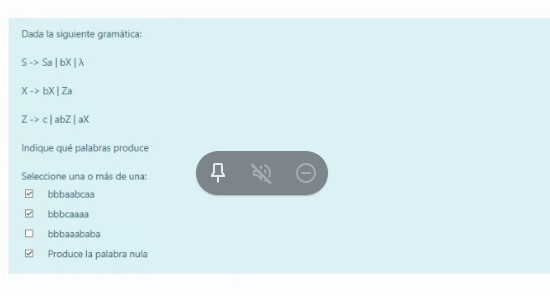 Dada la siguiente gramática:
S -> Sa | bX | λ
X -> bX | Za
Z -> c | abZ | aX
Indique qué palabras produce
Seleccione una o más de una:
bbbaabcaa
bbbcaaaa
bbbaaababa
Produce la palabra nula